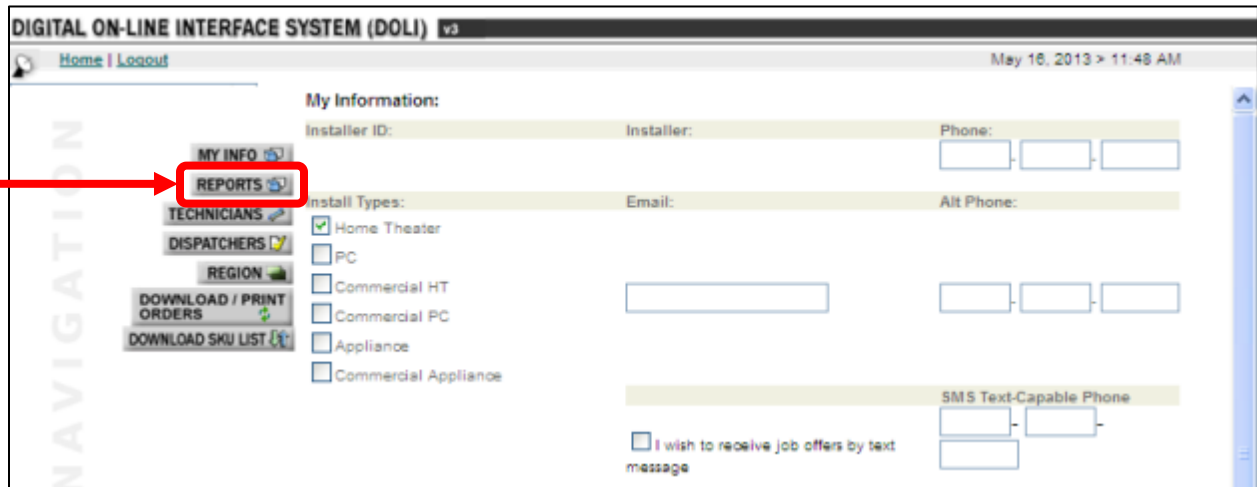 DIGITAL ON-LINE INTERFACE SYSTEM (DOLI) v3
Home | Logout May 16, 2013 > 11:48 AM
NAVIGATION
MY INFO
REPORTS
TECHNICIANS
DISPATCHERS
REGION
DOWNLOAD / PRINT
ORDERS
DOWNLOAD SKU LIST
My Information:
Installer ID: Installer: Phone:
- -
Install Types: Email: Alt Phone:
Home Theater
PC
Commercial HT
Commercial PC
- -
Appliance
Commercial Appliance
SMS Text-Capable Phone
- -
I wish to receive job offers by text
message